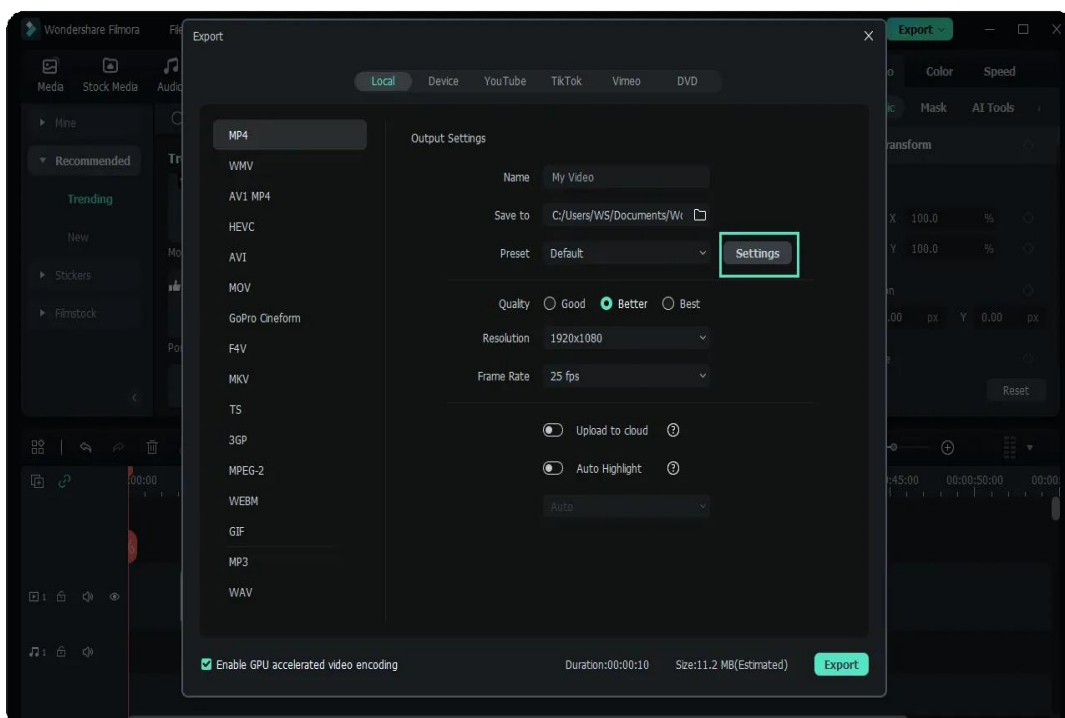 Wondershare Filmora
File
Export
Export
Media
Stock Media
Audio
Local
Device
YouTube
TikTok
Vimeo
DVD
Color
Speed
Mask
AI Tools
Mine
Recommended
Trending
New
Stickers
Filmstock
MP4
WMV
AV1 MP4
HEVC
AVI
MOV
GoPro Cineform
F4V
MKV
TS
3GP
MPEG-2
WEBM
GIF
MP3
WAV
Output Settings
Name My Video
Save to C:/Users/WS/Documents/Wo
Preset Default Settings
Quality Good Better Best
Resolution 1920x1080
Frame Rate 25 fps
Upload to cloud ?
Auto Highlight ?
Auto
X 100.0 %
Y 100.0 %
.00 px Y 0.00 px
Reset
:00:00
:45:00 00:00:50:00 00:00:
1
1
Enable GPU accelerated video encoding
Duration:00:00:10
Size:11.2 MB(Estimated)
Export